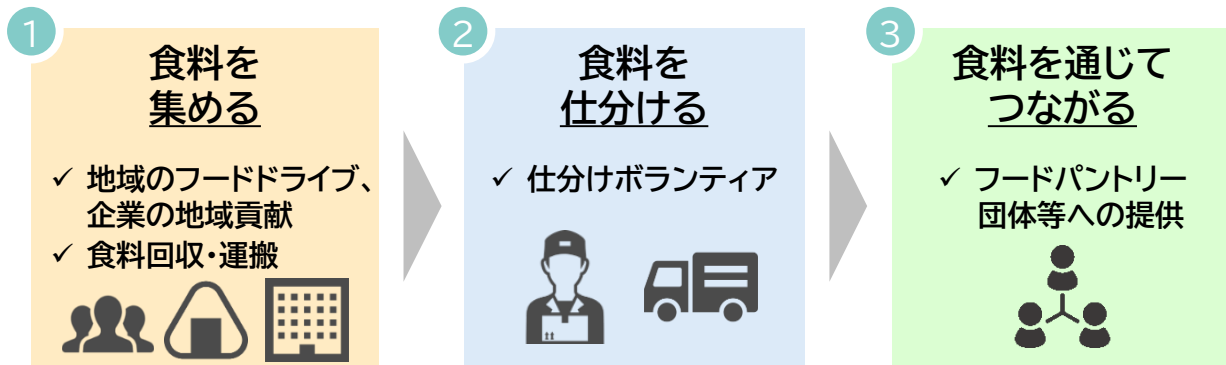 1
食料を
集める
✓ 地域のフードドライブ、
企業の地域貢献
✓ 食料回収・運搬
2
食料を
仕分ける
✓ 仕分けボランティア
3
食料を通じて
つながる
✓ フードパントリー
団体等への提供